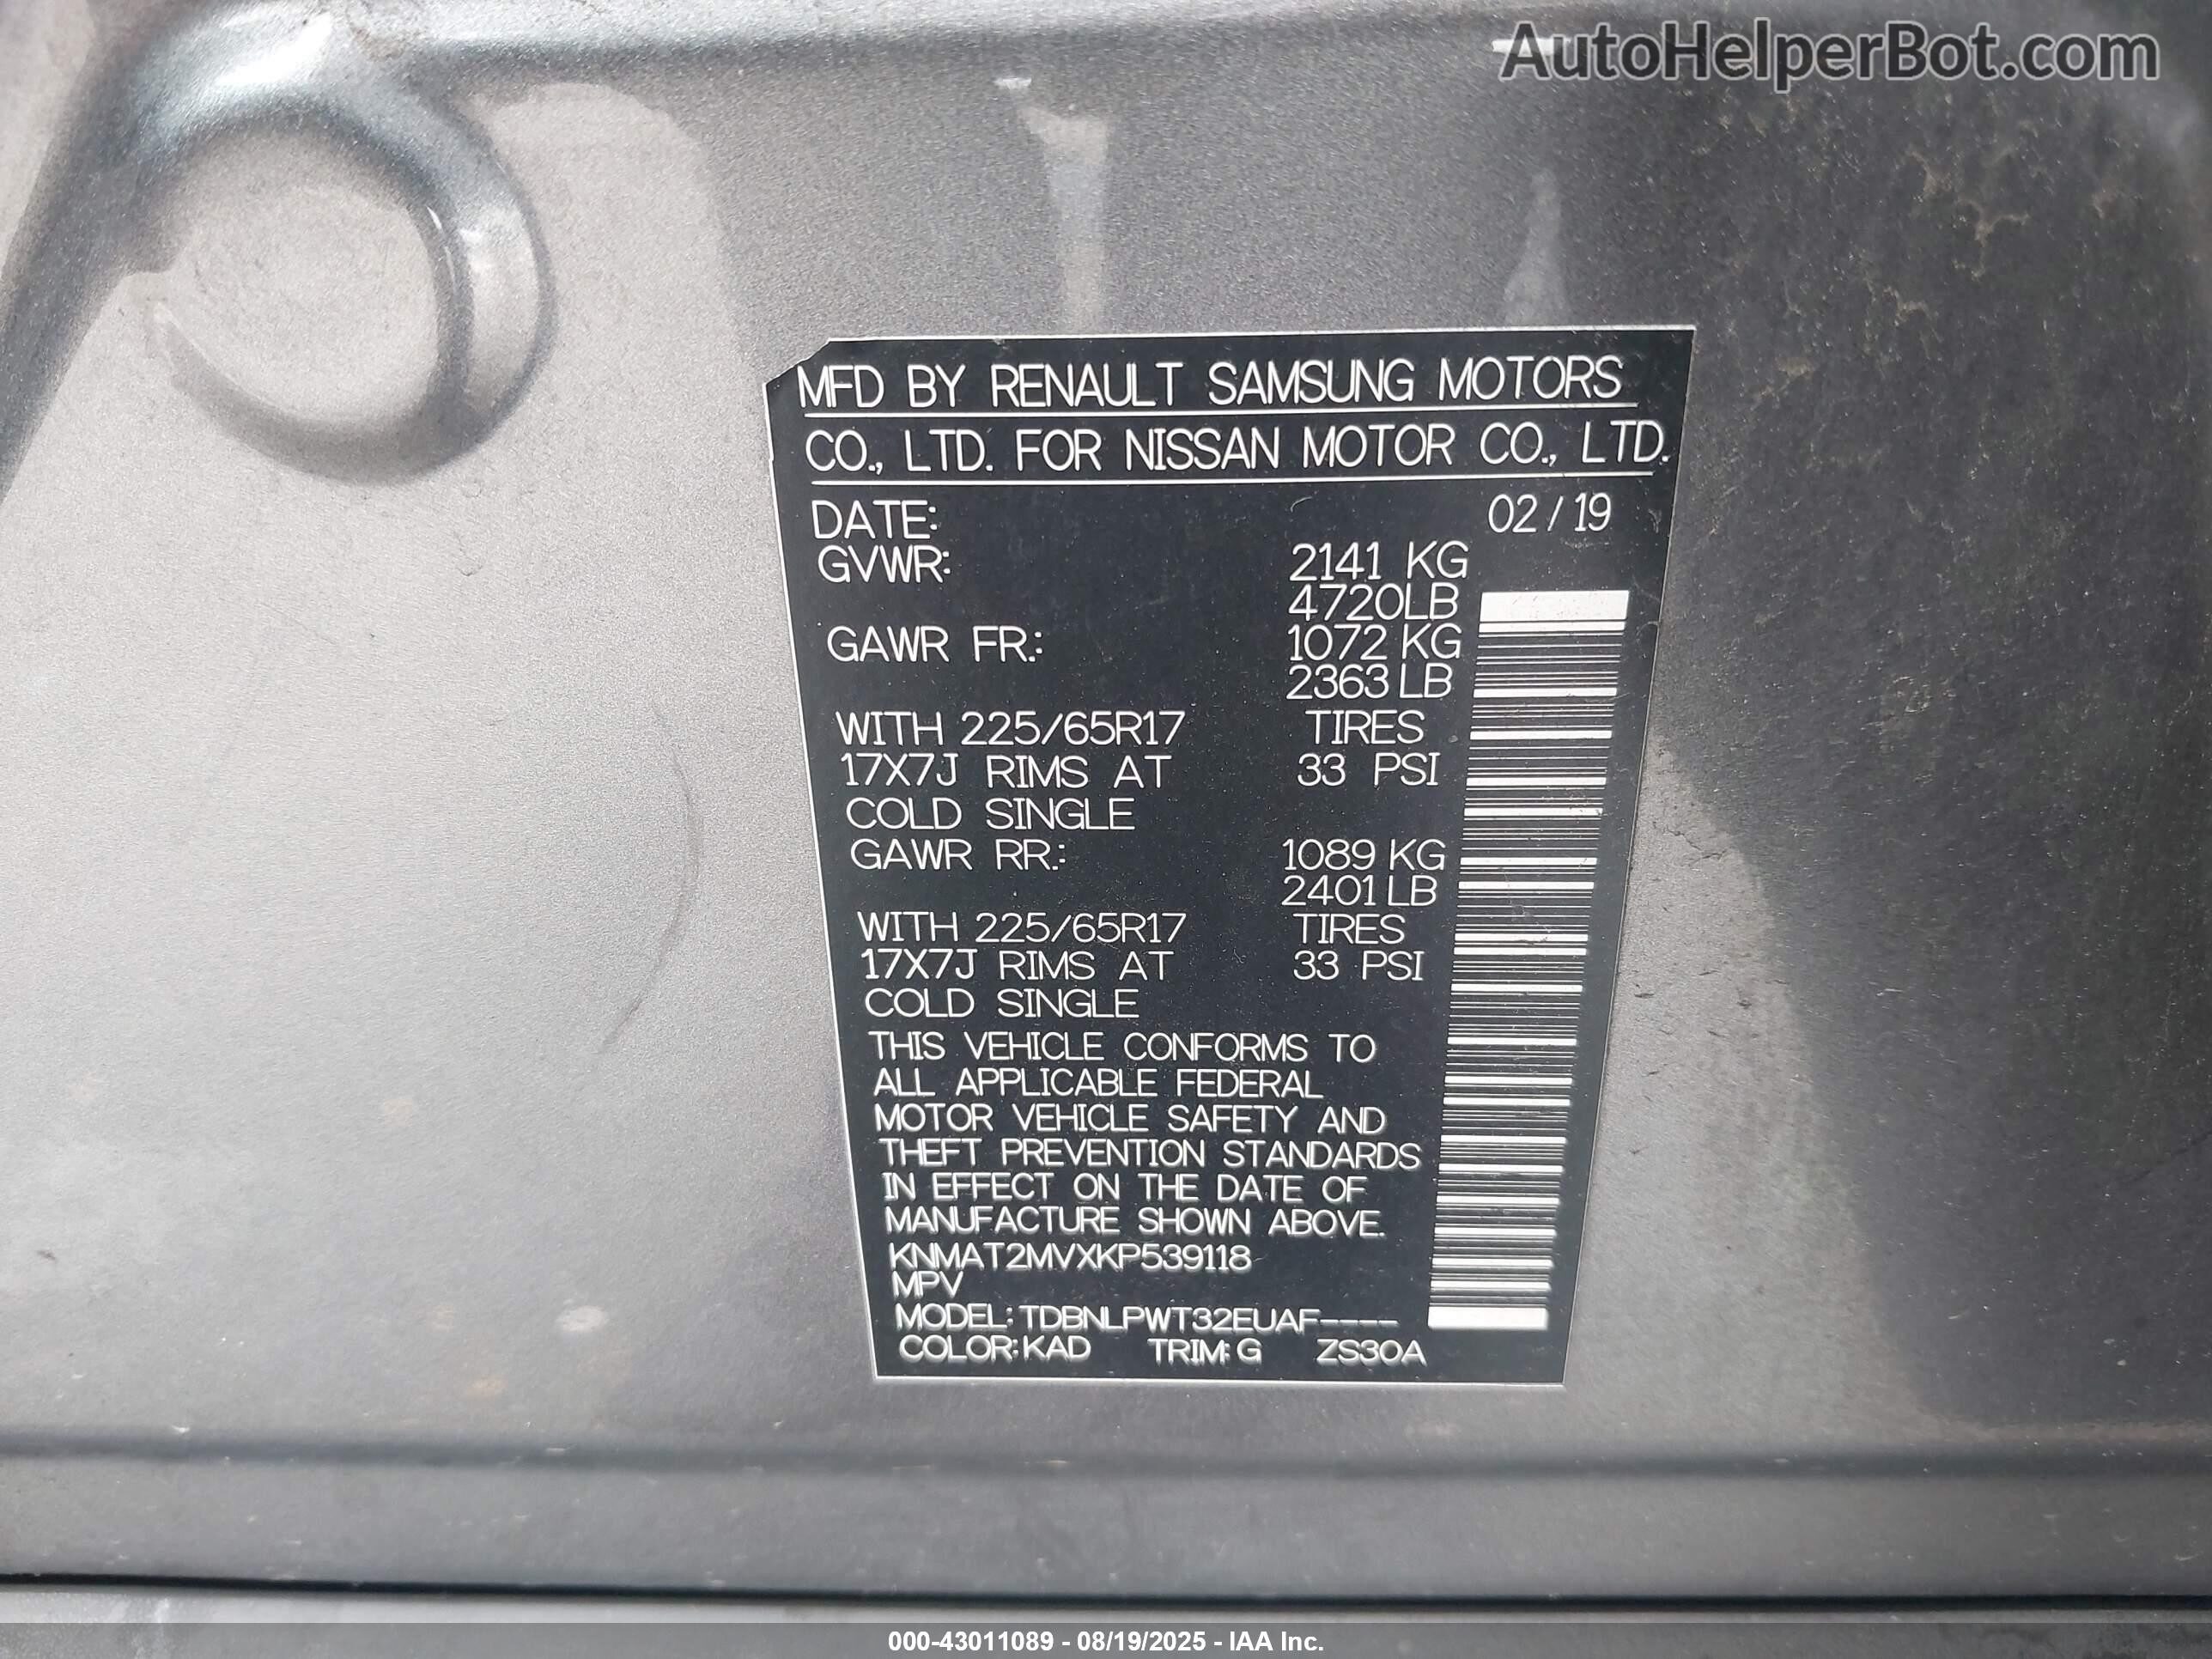 AutoHelperBot.com
MFD BY RENAULT SAMSUNG MOTORS
CO., LTD. FOR NISSAN MOTOR CO., LTD.
DATE: 02 / 19
GVWR: 2141 KG
4720LB
GAWR FR.: 1072 KG
2363 LB
WITH 225/65R17 TIRES
17X7J RIMS AT 33 PSI
COLD SINGLE
GAWR RR.: 1089 KG
2401 LB
WITH 225/65R17 TIRES
17X7J RIMS AT 33 PSI
COLD SINGLE
THIS VEHICLE CONFORMS TO
ALL APPLICABLE FEDERAL
MOTOR VEHICLE SAFETY AND
THEFT PREVENTION STANDARDS
IN EFFECT ON THE DATE OF
MANUFACTURE SHOWN ABOVE.
KNMAT2MVXKP539118
MPV
MODEL: TDBNLPWT32EUAF----
COLOR: KAD TRIM: G ZS30A
000-43011089 - 08/19/2025 - IAA Inc.